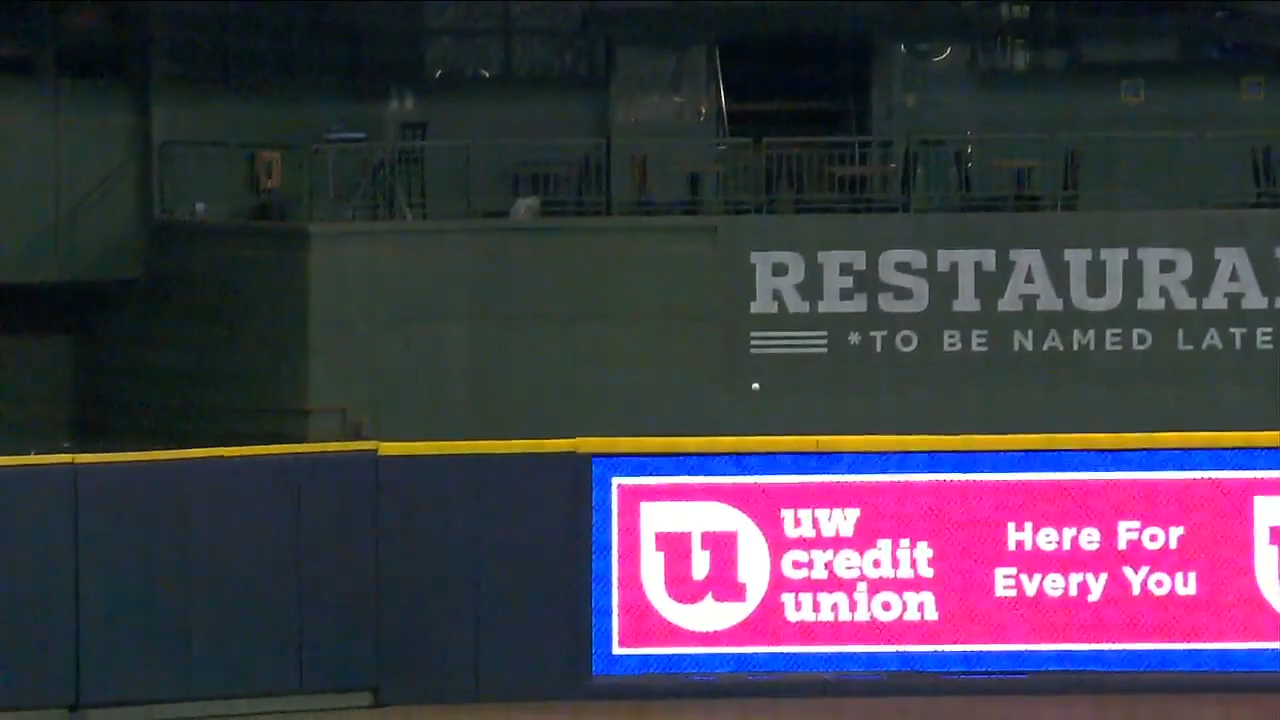 RESTAURA
*TO BE NAMED LATE
u
uw
credit
union
Here For
Every You